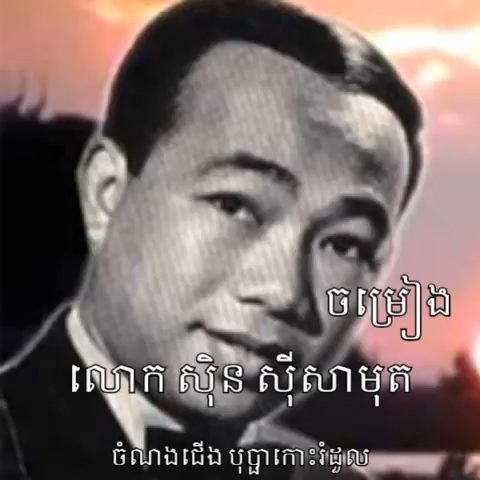 ចម្រៀង
លោក ស៊ិន ស៊ីសាមុត
ចំណងជើង បុប្ផាកោះរំដួល